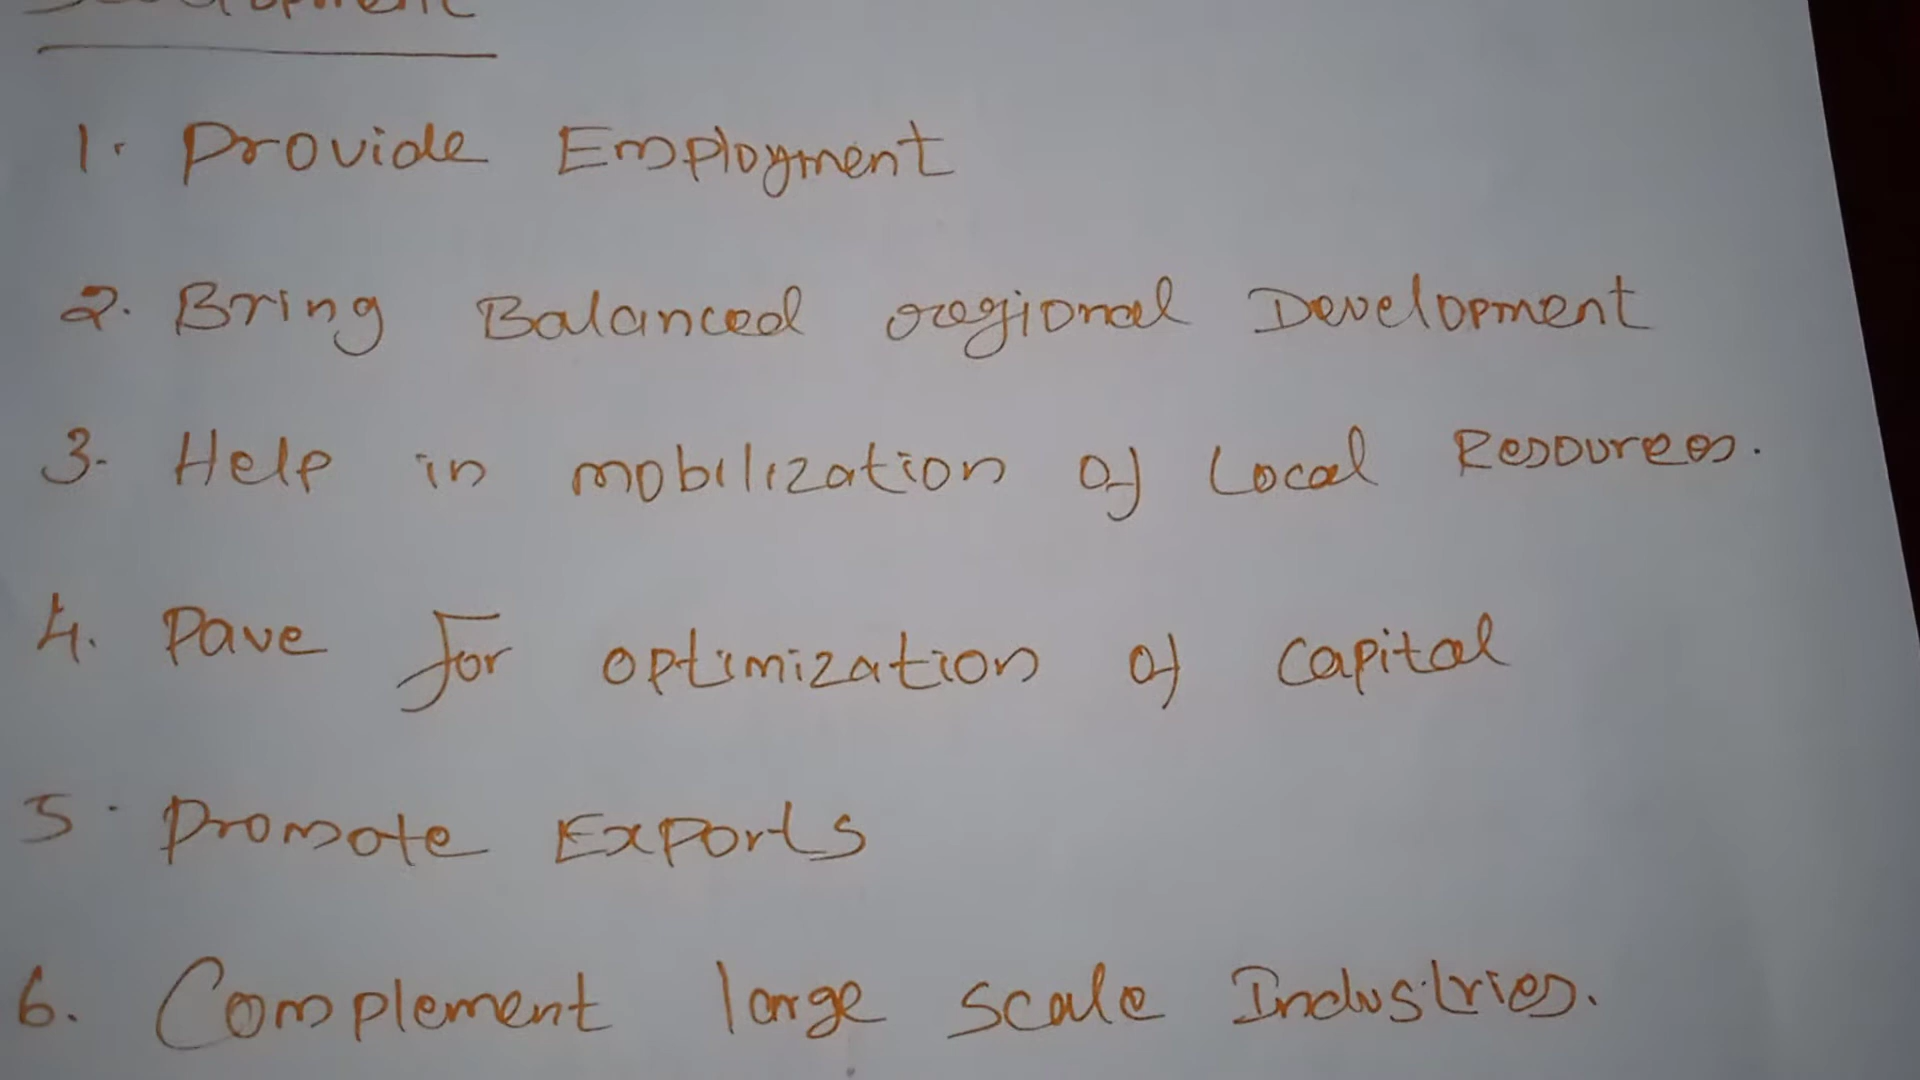 Development
1. Provide Employment
2. Bring Balanced regional Development
3. Help in mobilization of Local Resources.
4. Pave for optimization of capital
5. Promote Exports
6. Complement large scale Industries.